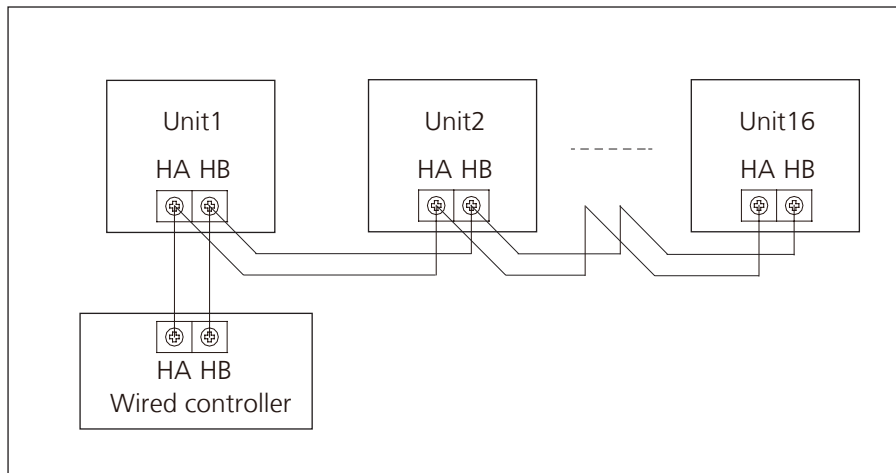 Unit1
HA HB
Unit2
HA HB
Unit16
HA HB
HA HB
Wired controller